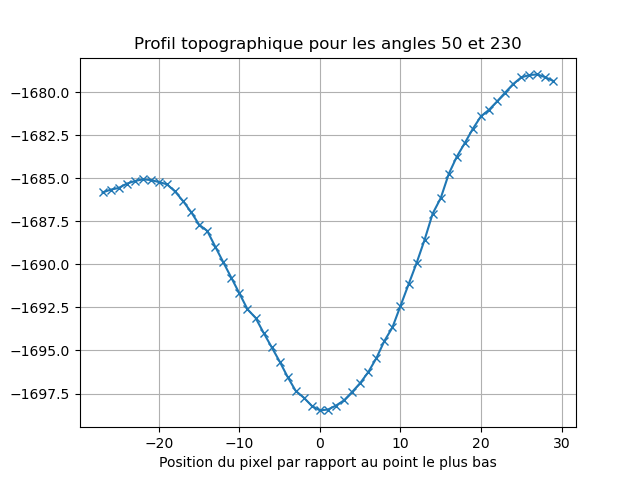 Profil topographique pour les angles 50 et 230
−1680.0
−1682.5
−1685.0
−1687.5
−1690.0
−1692.5
−1695.0
−1697.5
−20 −10 0 10 20 30
Position du pixel par rapport au point le plus bas